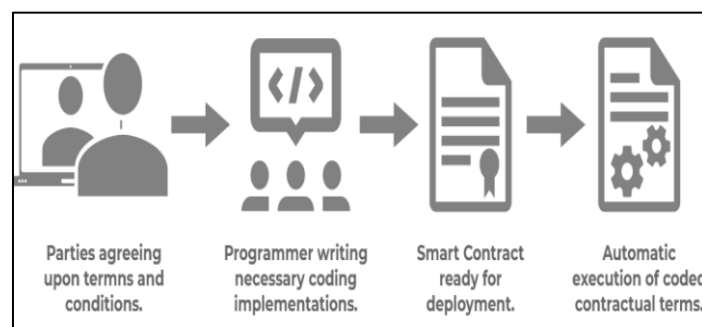 Parties agreeing
upon termns and
conditions.
Programmer writing
necessary coding
implementations.
Smart Contract
ready for
deployment.
Automatic
execution of coded
contractual terms.